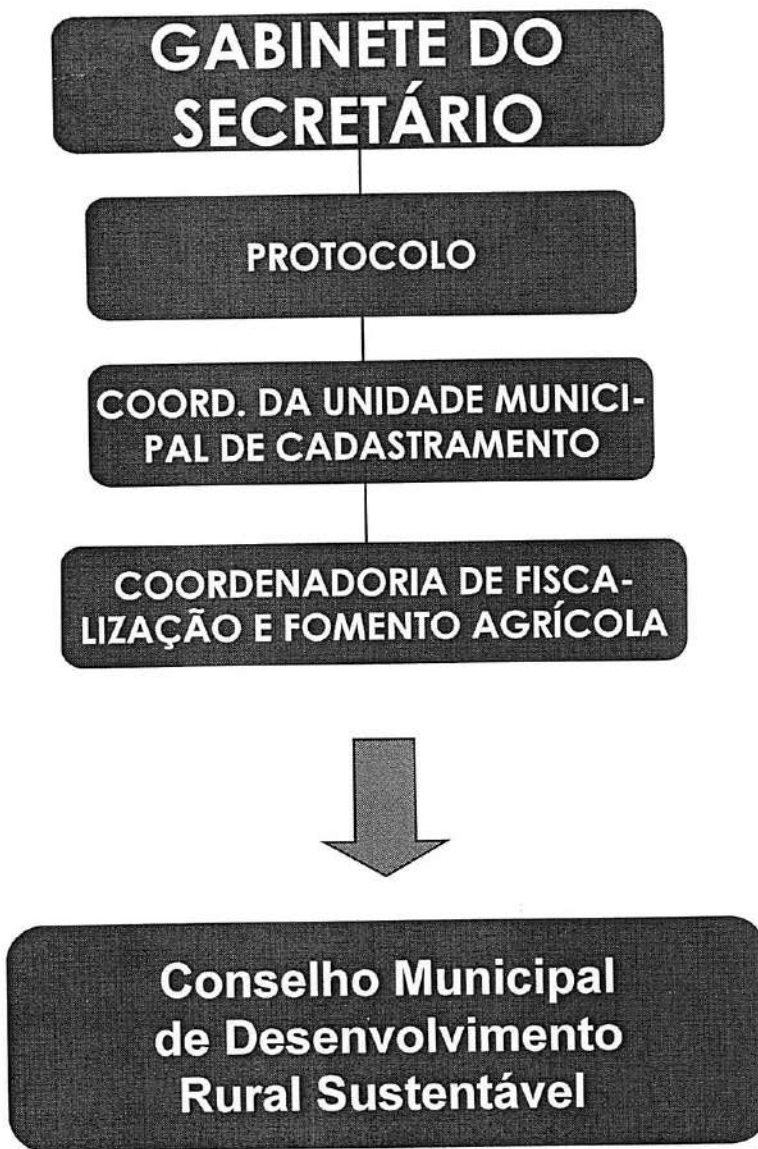 GABINETE DO
SECRETÁRIO
PROTOCOLO
COORD. DA UNIDADE MUNICI-
PAL DE CADASTRAMENTO
COORDENADORIA DE FISCA-
LIZAÇÃO E FOMENTO AGRÍCOLA
Conselho Municipal
de Desenvolvimento
Rural Sustentável